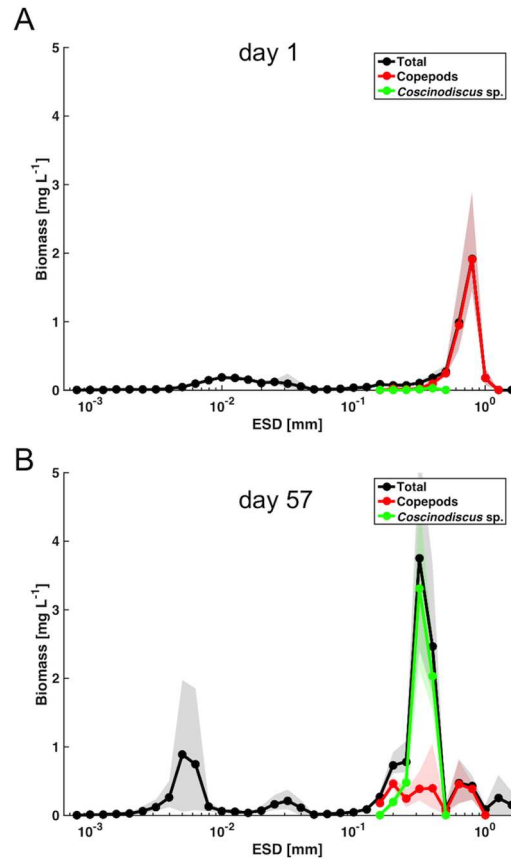 A
day 1
Total
Copepods
Coscinodiscus sp.
Biomass [mg L⁻¹]
5
4
3
2
1
0
10⁻³
10⁻²
10⁻¹
10⁰
ESD [mm]
B
day 57
Total
Copepods
Coscinodiscus sp.
Biomass [mg L⁻¹]
5
4
3
2
1
0
10⁻³
10⁻²
10⁻¹
10⁰
ESD [mm]